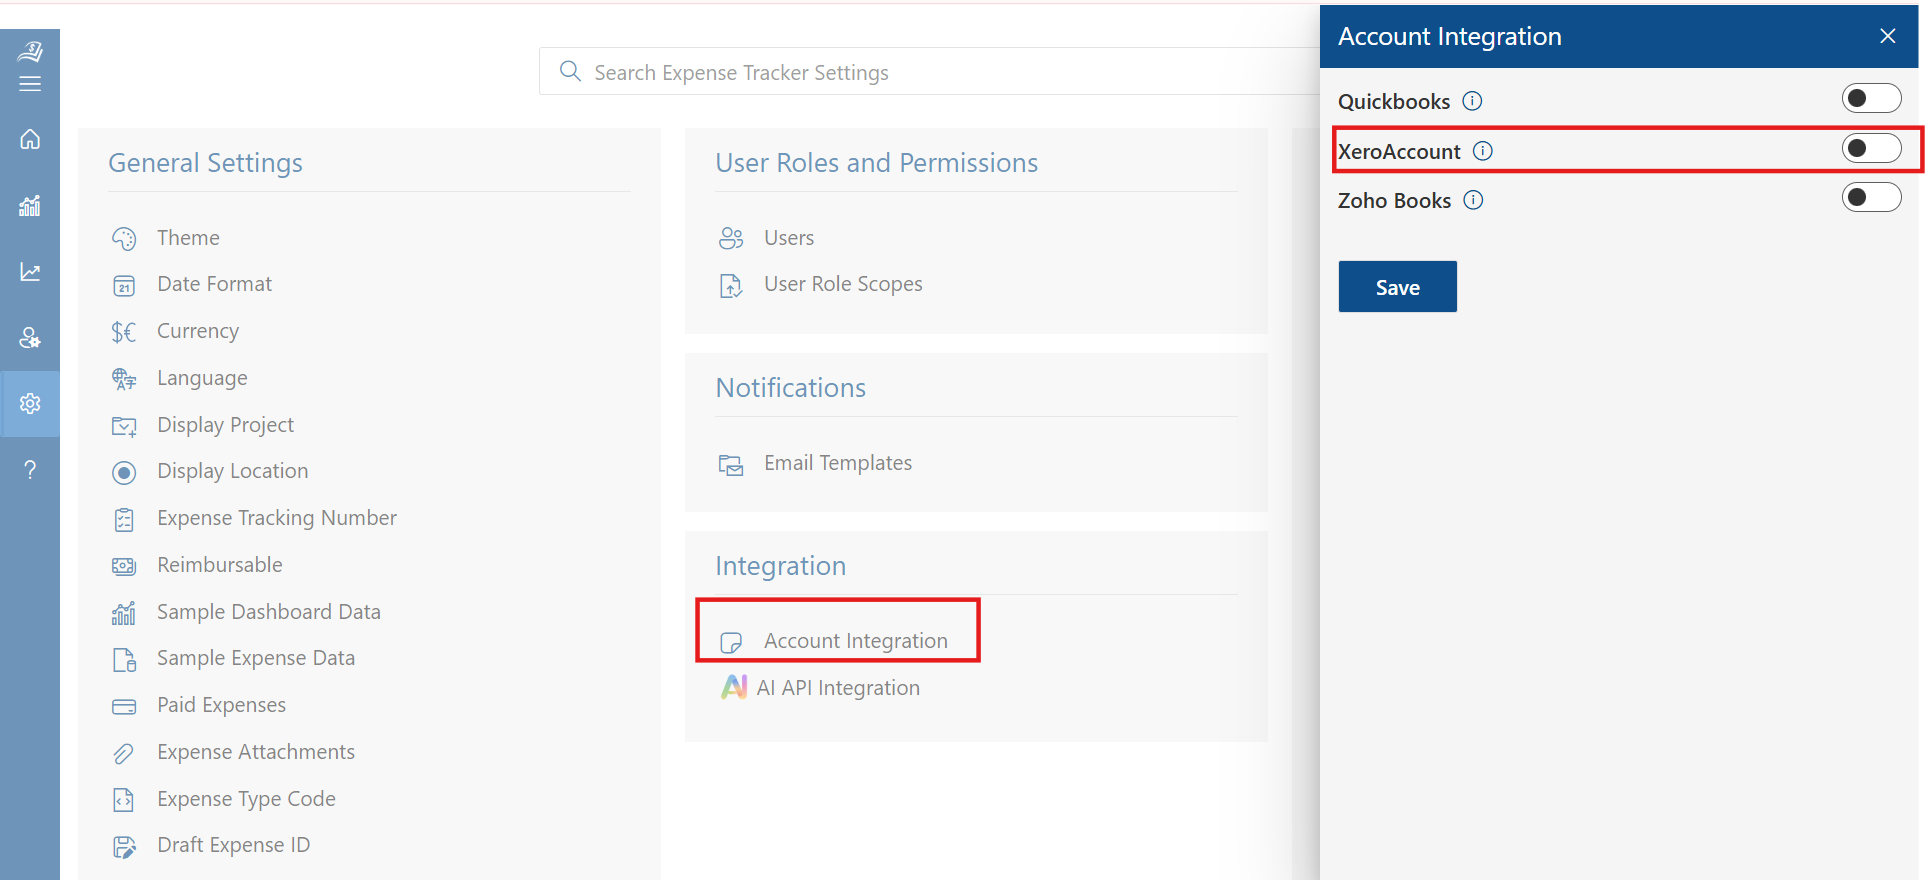 Search Expense Tracker Settings
General Settings
Theme
Date Format
Currency
Language
Display Project
Display Location
Expense Tracking Number
Reimbursable
Sample Dashboard Data
Sample Expense Data
Paid Expenses
Expense Attachments
Expense Type Code
Draft Expense ID
User Roles and Permissions
Users
User Role Scopes
Notifications
Email Templates
Integration
Account Integration
AI AI API Integration
Account Integration
Quickbooks
XeroAccount
Zoho Books
Save